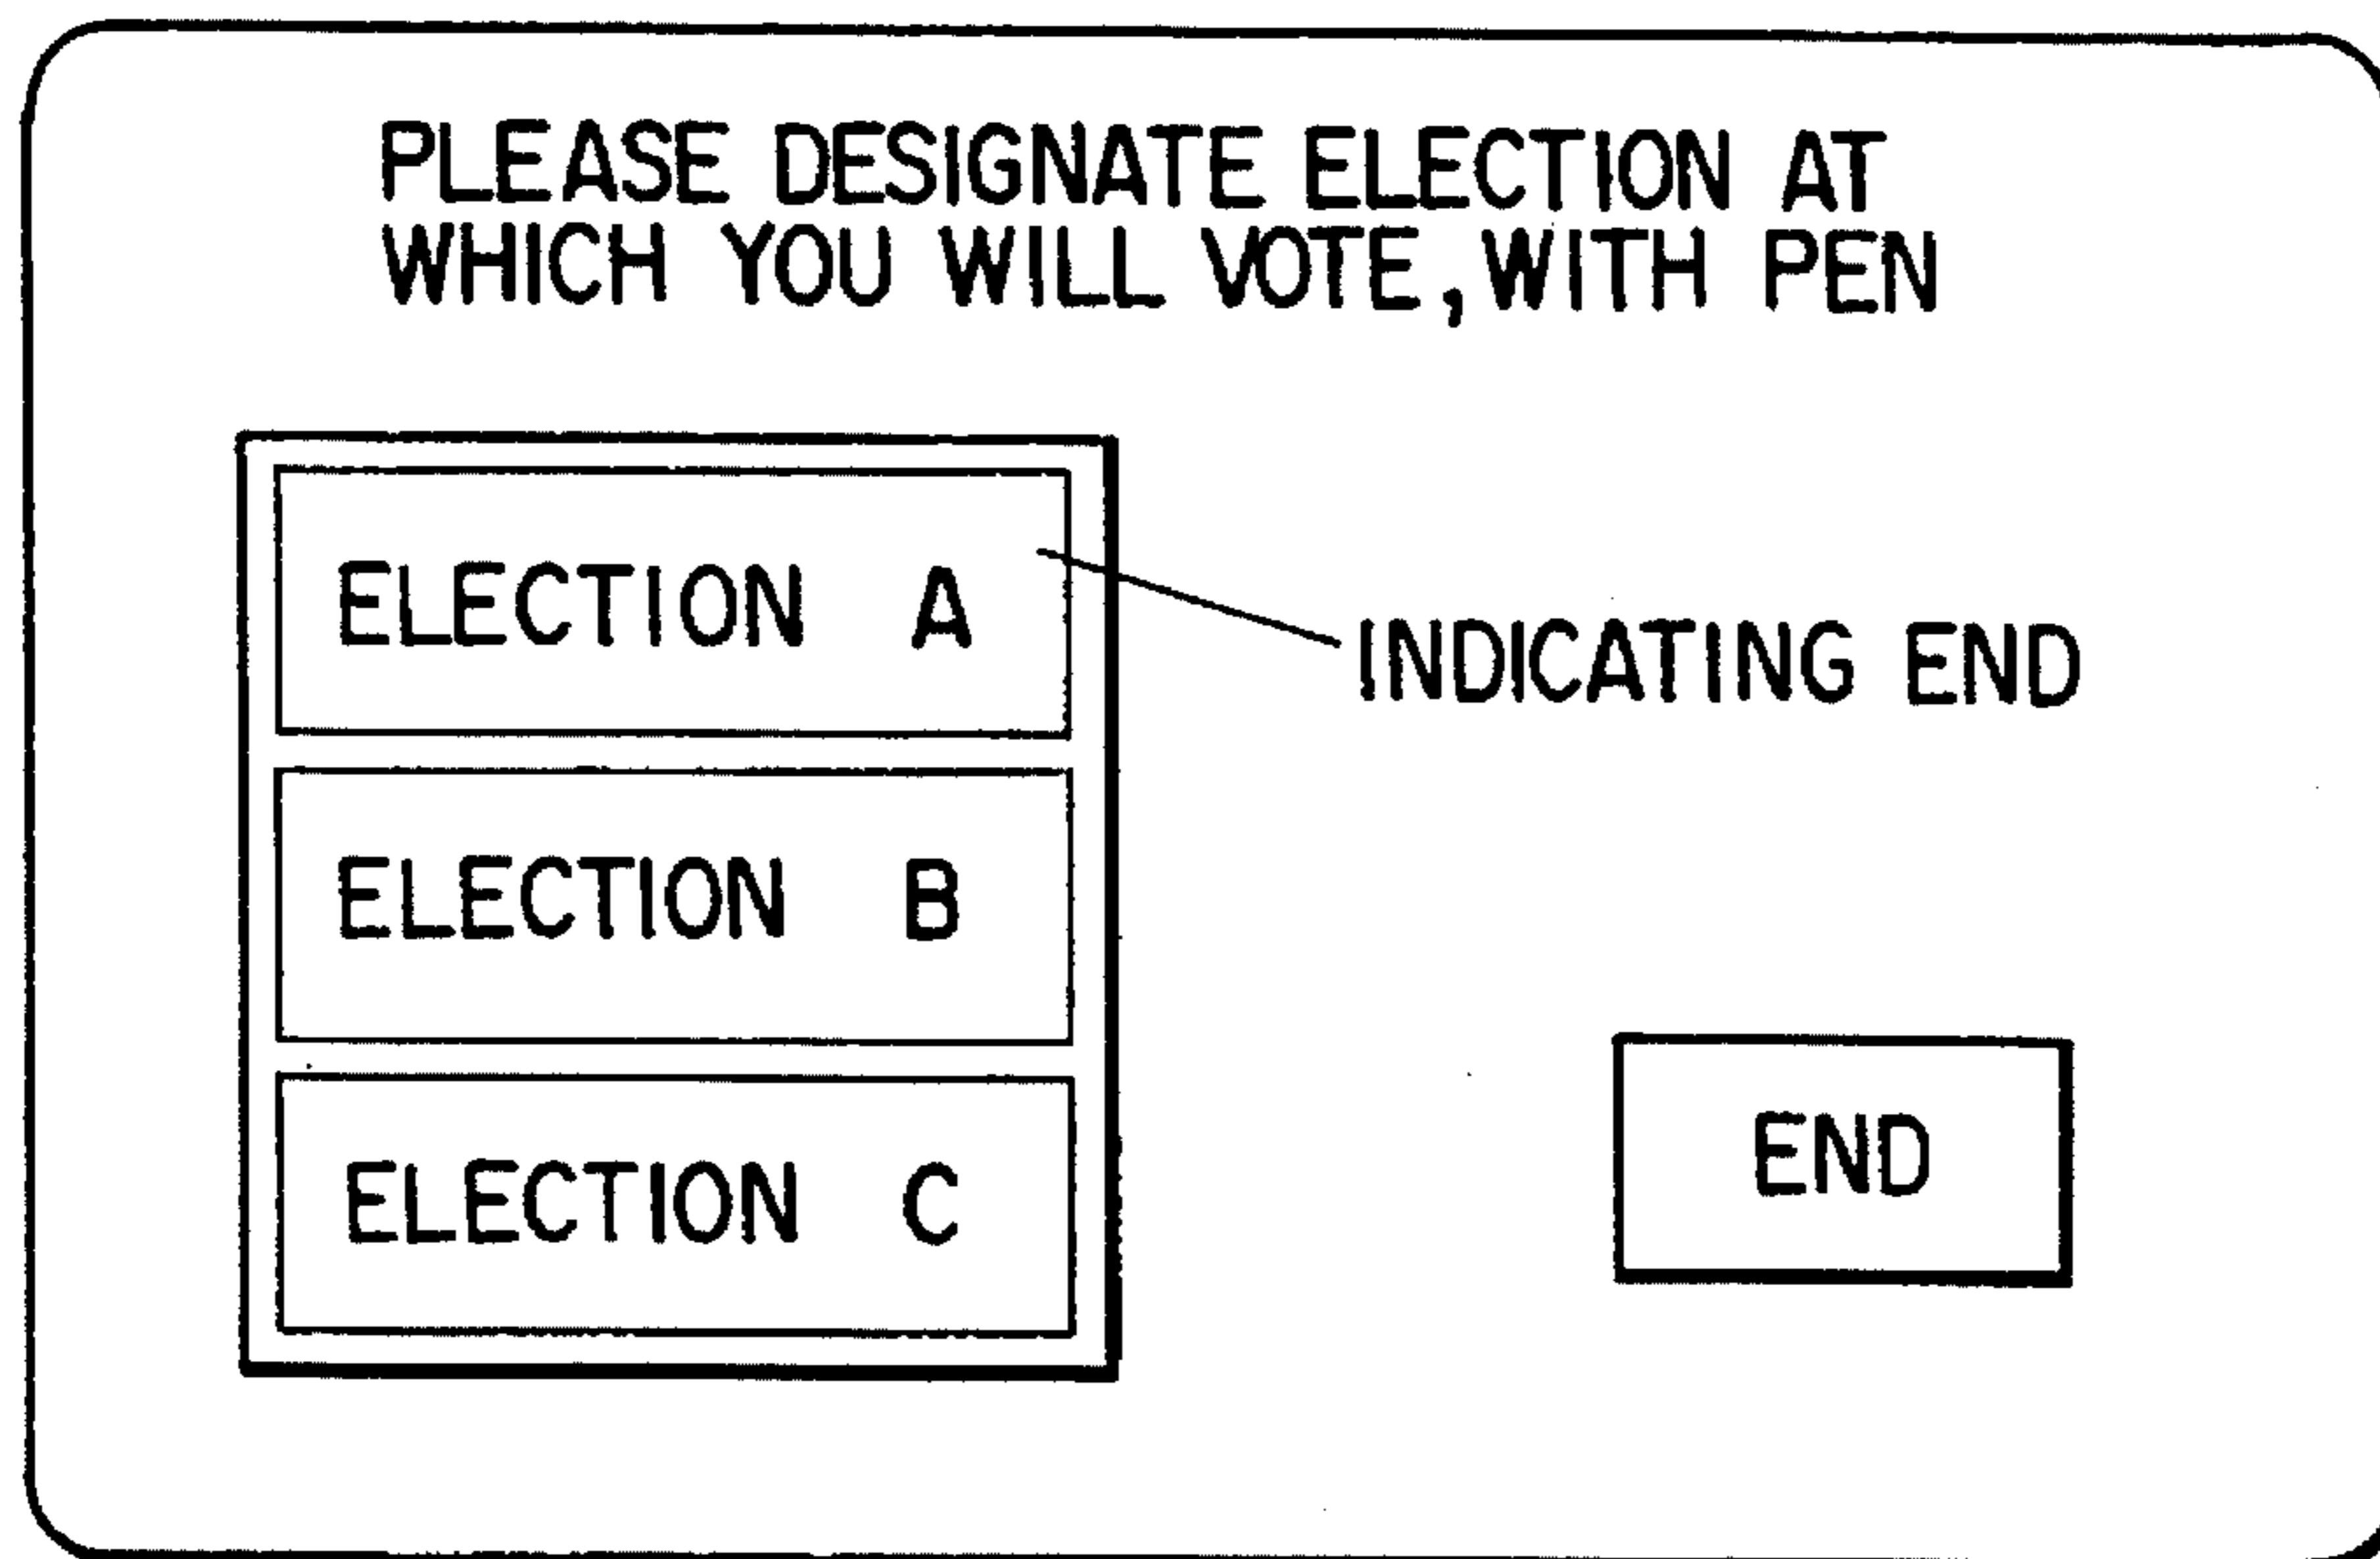 PLEASE DESIGNATE ELECTION AT
WHICH YOU WILL VOTE, WITH PEN
ELECTION A
INDICATING END
ELECTION B
ELECTION C
END